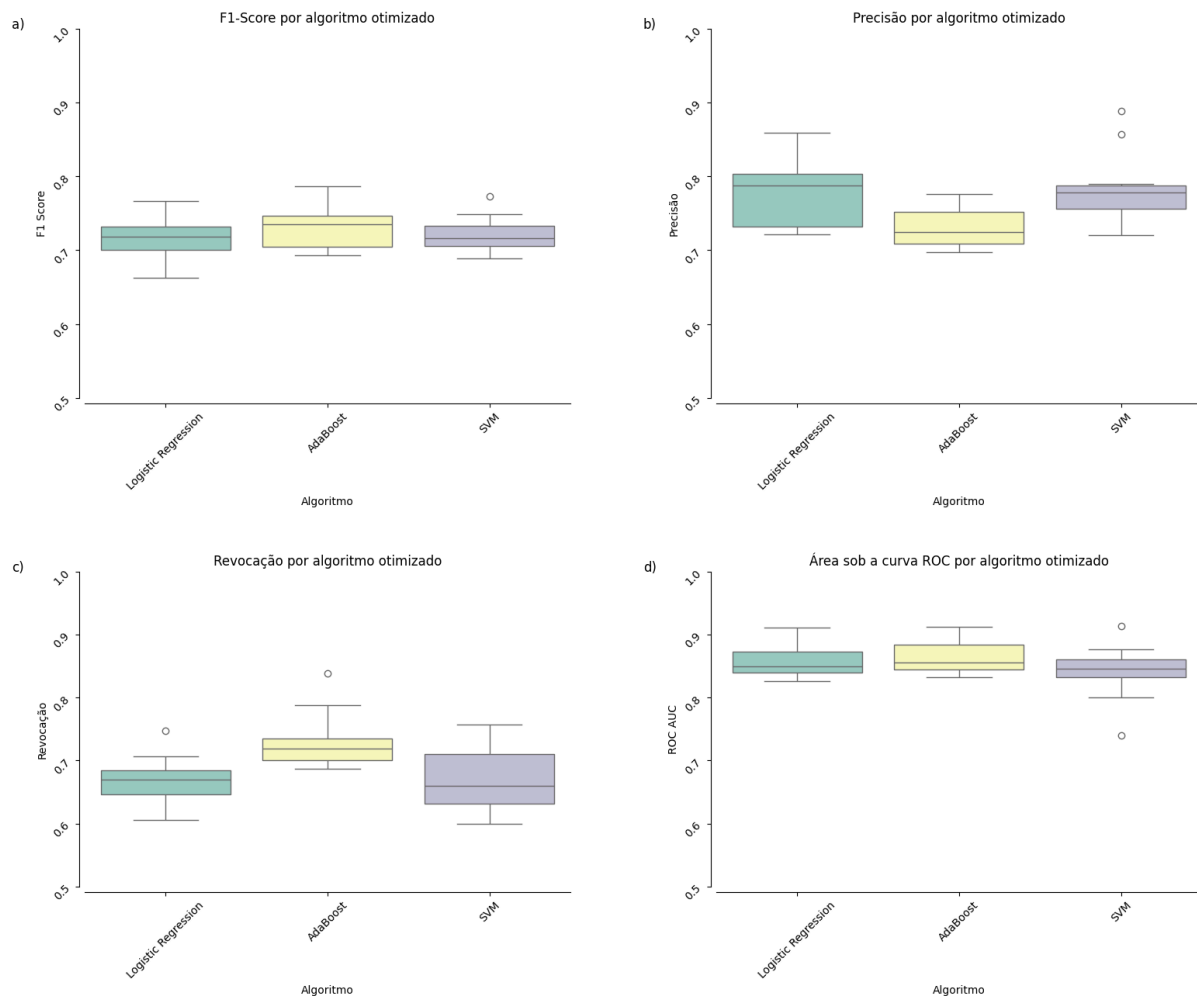 a)
F1-Score por algoritmo otimizado
1.0
0.9
0.8
0.7
0.6
0.5
F1 Score
Logistic Regression
AdaBoost
SVM
Algoritmo
b)
Precisão por algoritmo otimizado
1.0
0.9
0.8
0.7
0.6
0.5
Precisão
Logistic Regression
AdaBoost
SVM
Algoritmo
c)
Revocação por algoritmo otimizado
1.0
0.9
0.8
0.7
0.6
0.5
Revocação
Logistic Regression
AdaBoost
SVM
Algoritmo
d)
Área sob a curva ROC por algoritmo otimizado
1.0
0.9
0.8
0.7
0.6
0.5
ROC AUC
Logistic Regression
AdaBoost
SVM
Algoritmo